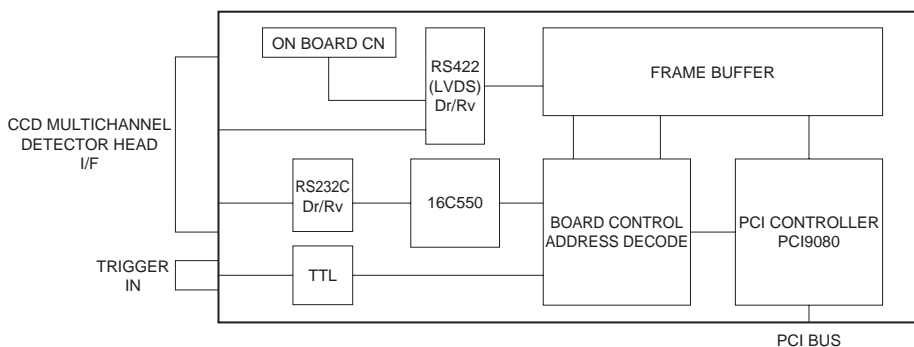 ON BOARD CN
RS422
(LVDS)
Dr/Rv
FRAME BUFFER
CCD MULTICHANNEL
DETECTOR HEAD
I/F
RS232C
Dr/Rv
16C550
BOARD CONTROL
ADDRESS DECODE
PCI CONTROLLER
PCI9080
TRIGGER
IN
TTL
PCI BUS